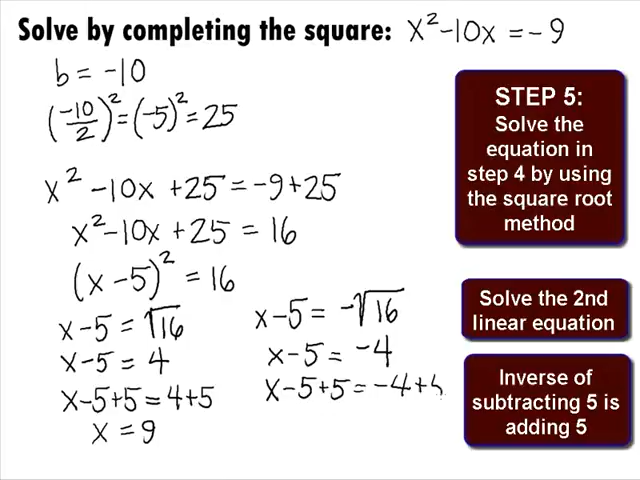 Solve by completing the square: x² -10x = -9
b = -10
(-10/2)² = (-5)² = 25
x² -10x +25 = -9+25
x² -10x +25 = 16
(x -5)² = 16
x-5 = √16
x-5 = 4
x-5+5 = 4+5
x = 9
x-5 = -√16
x-5 = -4
x-5+5 = -4+5
STEP 5:
Solve the
equation in
step 4 by using
the square root
method
Solve the 2nd
linear equation
Inverse of
subtracting 5 is
adding 5